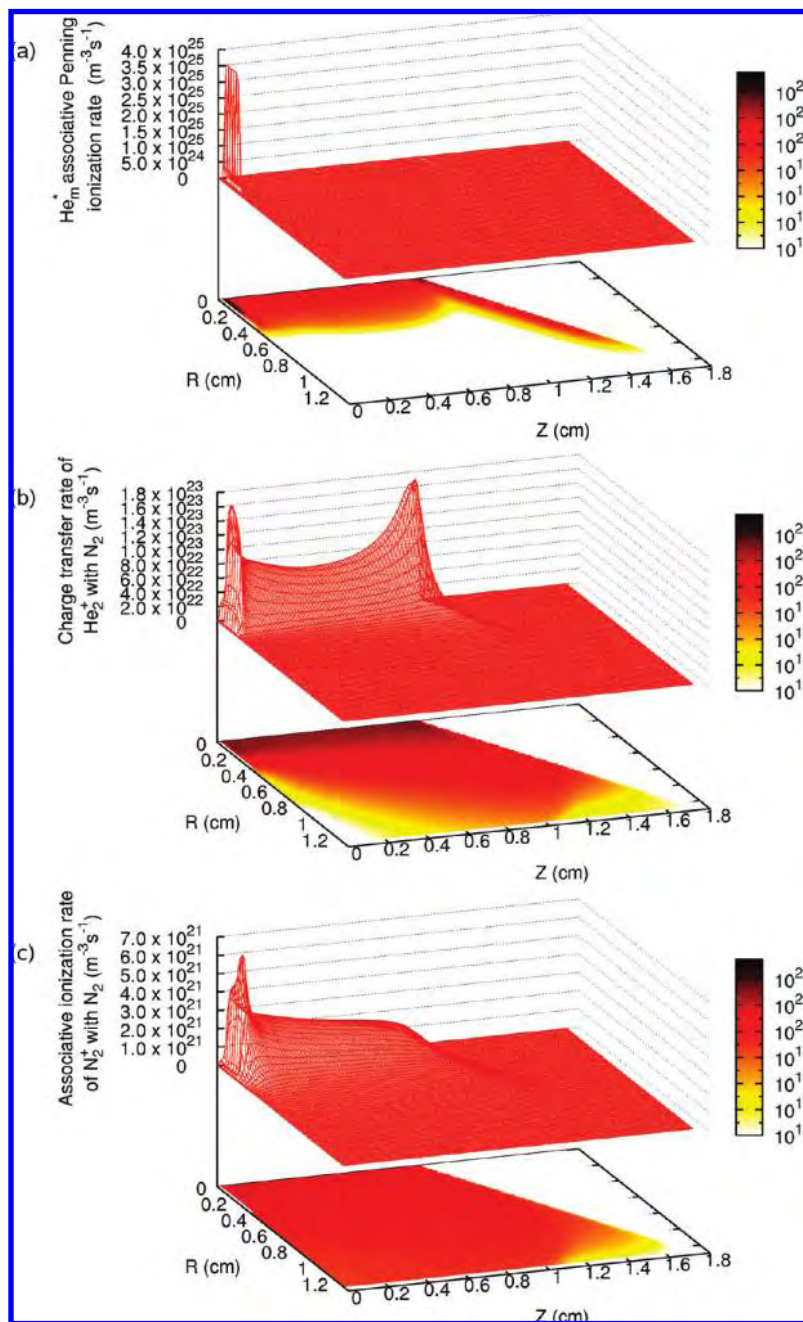 (a)
He*m associative Penning
ionization rate (m-3s-1)
4.0 x 10^25
3.5 x 10^25
3.0 x 10^25
2.5 x 10^25
2.0 x 10^25
1.5 x 10^25
1.0 x 10^25
5.0 x 10^24
0
10^2
10^2
10^1
10^1
10^1
10^1
0
0.2
0.4
0.6
0.8
1
1.2
R (cm)
0
0.2
0.4
0.6
0.8
1
1.2
1.4
1.6
1.8
Z (cm)
(b)
Charge transfer rate of
He2+ with N2 (m-3s-1)
1.8 x 10^23
1.6 x 10^23
1.4 x 10^23
1.2 x 10^23
1.0 x 10^23
8.0 x 10^22
6.0 x 10^22
4.0 x 10^22
2.0 x 10^22
0
10^2
10^2
10^1
10^1
10^1
10^1
0
0.2
0.4
0.6
0.8
1
1.2
R (cm)
0
0.2
0.4
0.6
0.8
1
1.2
1.4
1.6
1.8
Z (cm)
(c)
Associative ionization rate
of N2+ with N2 (m-3s-1)
7.0 x 10^21
6.0 x 10^21
5.0 x 10^21
4.0 x 10^21
3.0 x 10^21
2.0 x 10^21
1.0 x 10^21
0
10^2
10^2
10^1
10^1
10^1
10^1
0
0.2
0.4
0.6
0.8
1
1.2
R (cm)
0
0.2
0.4
0.6
0.8
1
1.2
1.4
1.6
1.8
Z (cm)